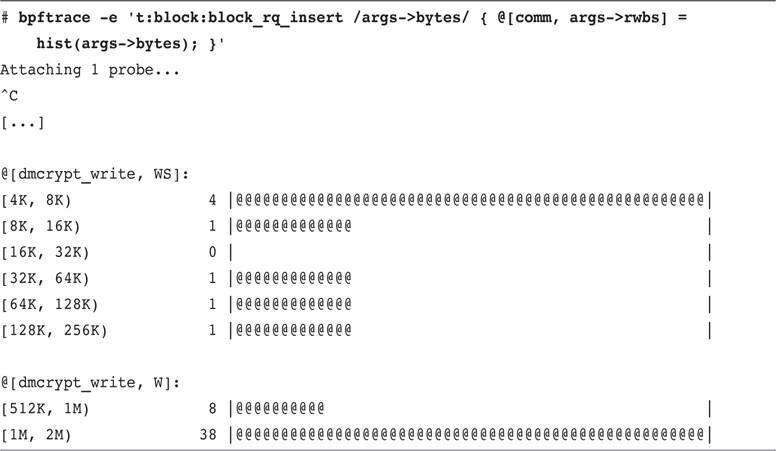 # bpftrace -e 't:block:block_rq_insert /args->bytes/ { @[comm, args->rwbs] =
    hist(args->bytes); }'
Attaching 1 probe...
^C
[...]

@[dmcrypt_write, WS]:
[4K, 8K)               4 |@@@@@@@@@@@@@@@@@@@@@@@@@@@@@@@@@@@@@@@@@@@@@@@@@@@@|
[8K, 16K)              1 |@@@@@@@@@@@@@                                       |
[16K, 32K)             0 |                                                    |
[32K, 64K)             1 |@@@@@@@@@@@@@                                       |
[64K, 128K)            1 |@@@@@@@@@@@@@                                       |
[128K, 256K)           1 |@@@@@@@@@@@@@                                       |

@[dmcrypt_write, W]:
[512K, 1M)             8 |@@@@@@@@@@                                          |
[1M, 2M)              38 |@@@@@@@@@@@@@@@@@@@@@@@@@@@@@@@@@@@@@@@@@@@@@@@@@@@@|